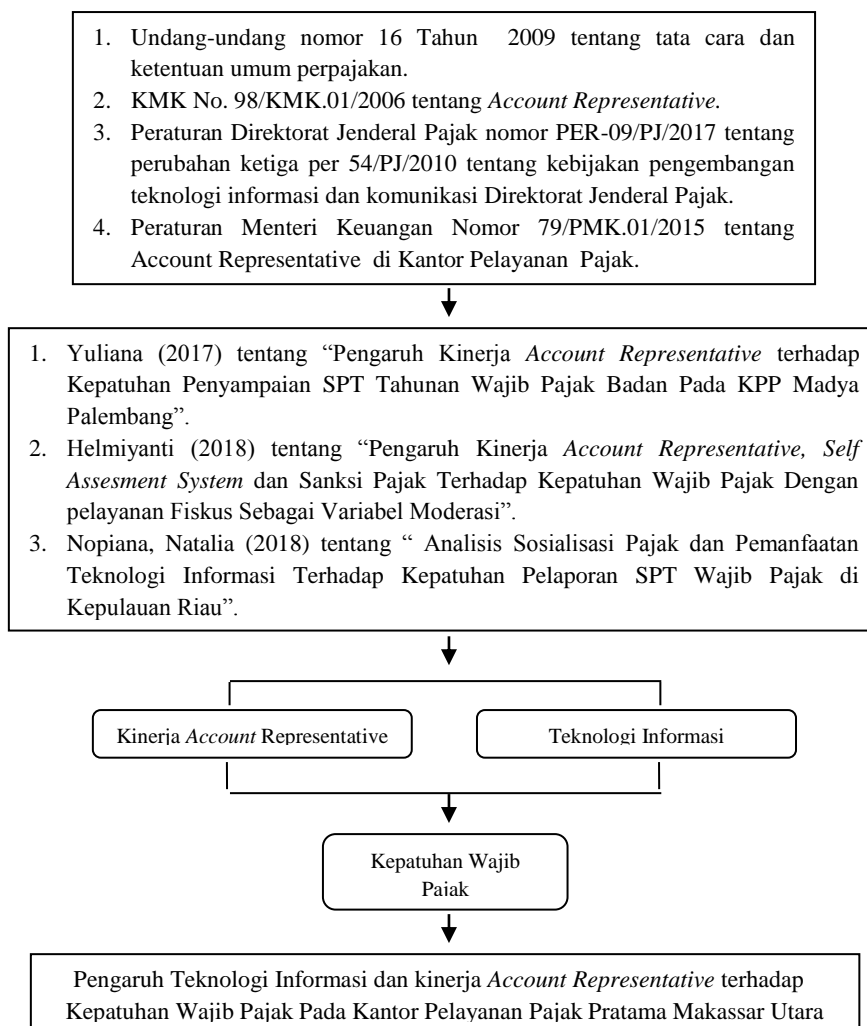 1. Undang-undang nomor 16 Tahun 2009 tentang tata cara dan
ketentuan umum perpajakan.
2. KMK No. 98/KMK.01/2006 tentang Account Representative.
3. Peraturan Direktorat Jenderal Pajak nomor PER-09/PJ/2017 tentang
perubahan ketiga per 54/PJ/2010 tentang kebijakan pengembangan
teknologi informasi dan komunikasi Direktorat Jenderal Pajak.
4. Peraturan Menteri Keuangan Nomor 79/PMK.01/2015 tentang
Account Representative di Kantor Pelayanan Pajak.
1. Yuliana (2017) tentang “Pengaruh Kinerja Account Representative terhadap
Kepatuhan Penyampaian SPT Tahunan Wajib Pajak Badan Pada KPP Madya
Palembang”.
2. Helmiyanti (2018) tentang “Pengaruh Kinerja Account Representative, Self
Assesment System dan Sanksi Pajak Terhadap Kepatuhan Wajib Pajak Dengan
pelayanan Fiskus Sebagai Variabel Moderasi”.
3. Nopiana, Natalia (2018) tentang “ Analisis Sosialisasi Pajak dan Pemanfaatan
Teknologi Informasi Terhadap Kepatuhan Pelaporan SPT Wajib Pajak di
Kepulauan Riau”.
Kinerja Account Representative
Teknologi Informasi
Kepatuhan Wajib
Pajak
Pengaruh Teknologi Informasi dan kinerja Account Representative terhadap
Kepatuhan Wajib Pajak Pada Kantor Pelayanan Pajak Pratama Makassar Utara